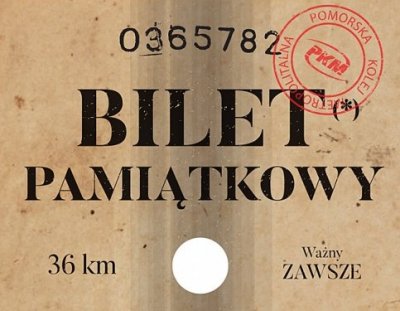 0365782
POMORSKA KOLEJ METROPOLITALNA
PKM
BILET (*)
PAMIĄTKOWY
36 km
Ważny
ZAWSZE